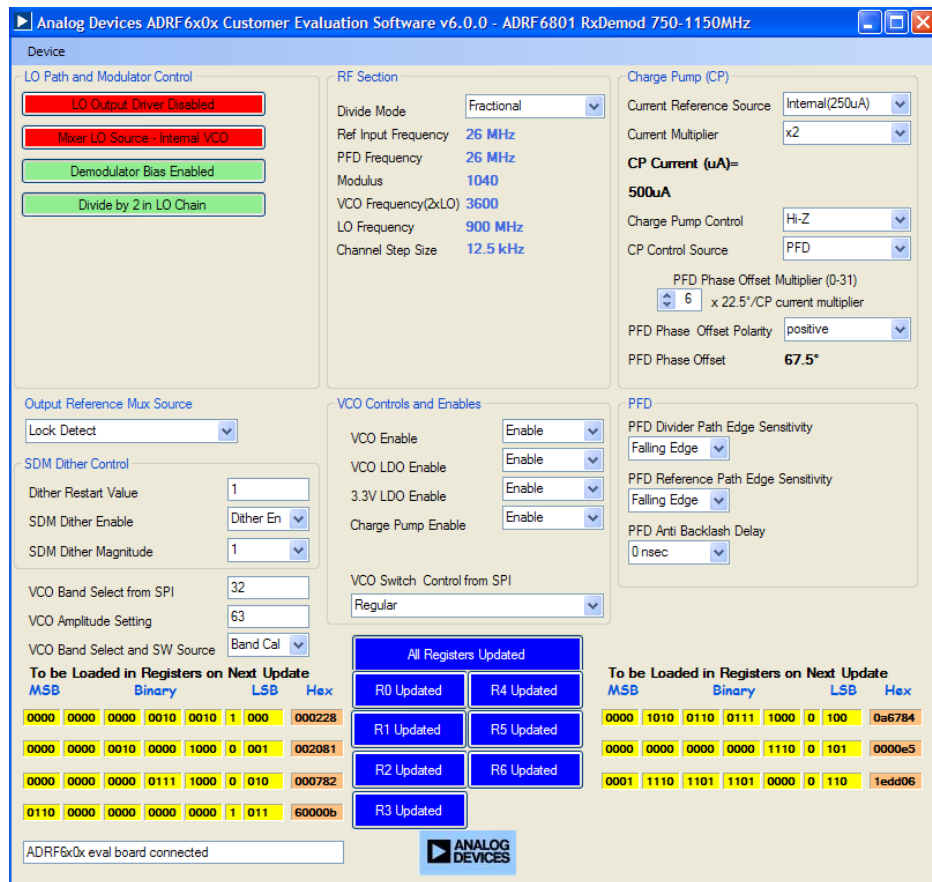 Analog Devices ADRF6x0x Customer Evaluation Software v6.0.0 - ADRF6801 RxDemod 750-1150MHz
Device
LO Path and Modulator Control
LO Output Driver Disabled
Mixer LO Source - Internal VCO
Demodulator Bias Enabled
Divide by 2 in LO Chain
RF Section
Divide Mode Fractional
Ref Input Frequency 26 MHz
PFD Frequency 26 MHz
Modulus 1040
VCO Frequency(2xLO) 3600
LO Frequency 900 MHz
Channel Step Size 12.5 kHz
Charge Pump (CP)
Current Reference Source Internal(250uA)
Current Multiplier x2
CP Current (uA)=
500uA
Charge Pump Control Hi-Z
CP Control Source PFD
PFD Phase Offset Multiplier (0-31)
6 x 22.5°/CP current multiplier
PFD Phase Offset Polarity positive
PFD Phase Offset 67.5°
Output Reference Mux Source
Lock Detect
SDM Dither Control
Dither Restart Value 1
SDM Dither Enable Dither En
SDM Dither Magnitude 1
VCO Band Select from SPI 32
VCO Amplitude Setting 63
VCO Band Select and SW Source Band Cal
VCO Controls and Enables
VCO Enable Enable
VCO LDO Enable Enable
3.3V LDO Enable Enable
Charge Pump Enable Enable
VCO Switch Control from SPI
Regular
PFD
PFD Divider Path Edge Sensitivity
Falling Edge
PFD Reference Path Edge Sensitivity
Falling Edge
PFD Anti Backlash Delay
0 nsec
To be Loaded in Registers on Next Update
MSB Binary LSB Hex
0000 0000 0000 0010 0010 1 000 000228
0000 0000 0010 0000 1000 0 001 002081
0000 0000 0000 0111 1000 0 010 000782
0110 0000 0000 0000 0000 1 011 60000b
All Registers Updated
R0 Updated R4 Updated
R1 Updated R5 Updated
R2 Updated R6 Updated
R3 Updated
To be Loaded in Registers on Next Update
MSB Binary LSB Hex
0000 1010 0110 0111 1000 0 100 0a6784
0000 0000 0000 0000 1110 0 101 0000e5
0001 1110 1101 1101 0000 0 110 1edd06
ADRF6x0x eval board connected
ANALOG
DEVICES